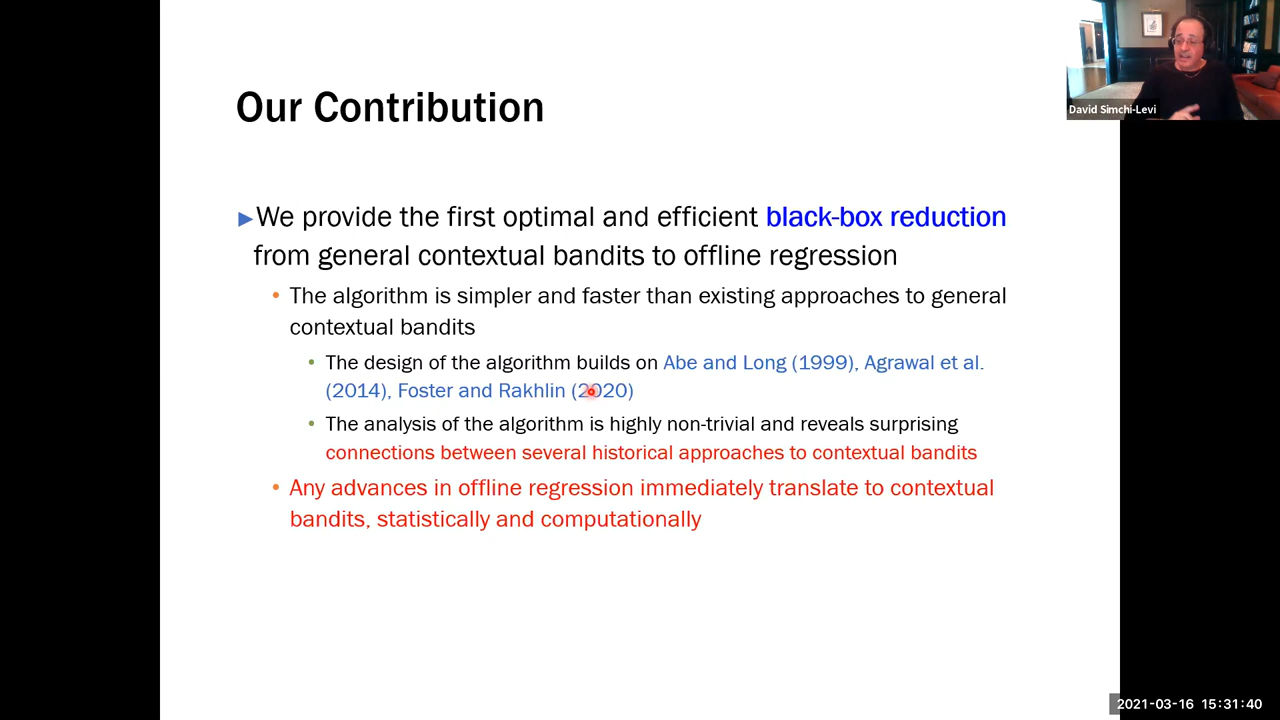 David Simchi-Levi
Our Contribution
►We provide the first optimal and efficient black-box reduction
from general contextual bandits to offline regression
• The algorithm is simpler and faster than existing approaches to general
contextual bandits
• The design of the algorithm builds on Abe and Long (1999), Agrawal et al.
(2014), Foster and Rakhlin (2020)
• The analysis of the algorithm is highly non-trivial and reveals surprising
connections between several historical approaches to contextual bandits
• Any advances in offline regression immediately translate to contextual
bandits, statistically and computationally
2021-03-16 15:31:40